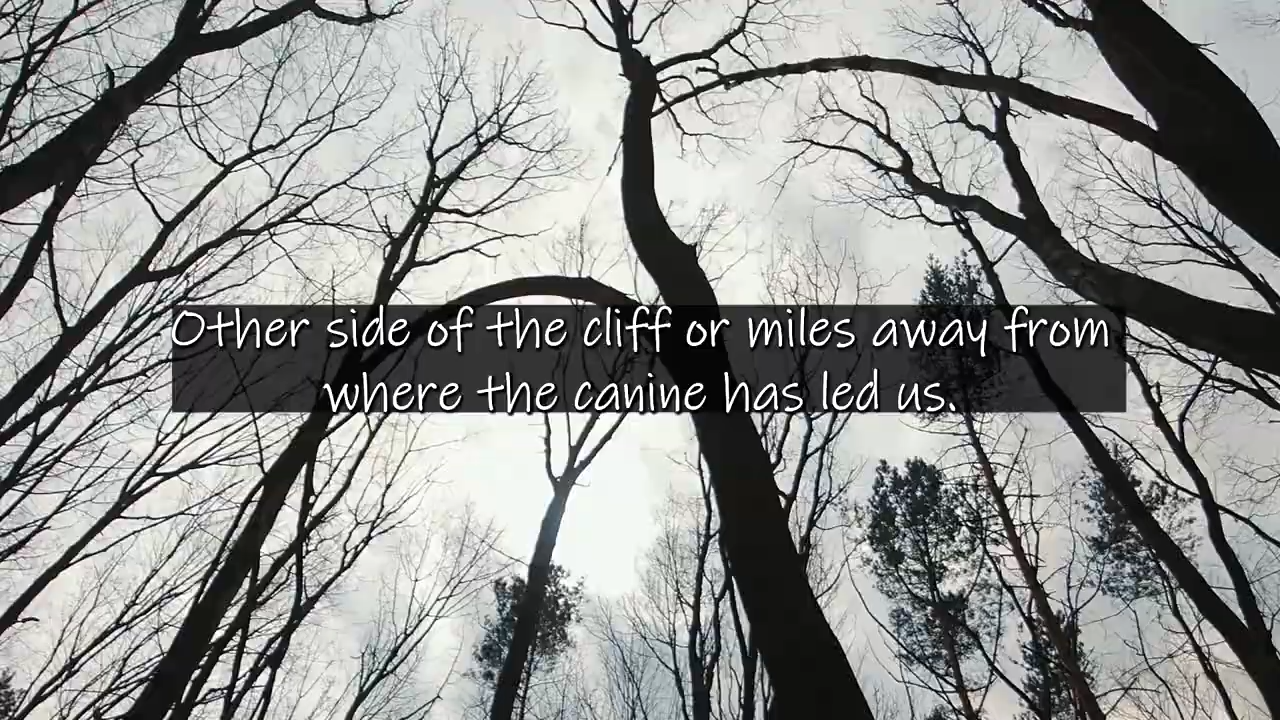 Other side of the cliff or miles away from
where the canine has led us.